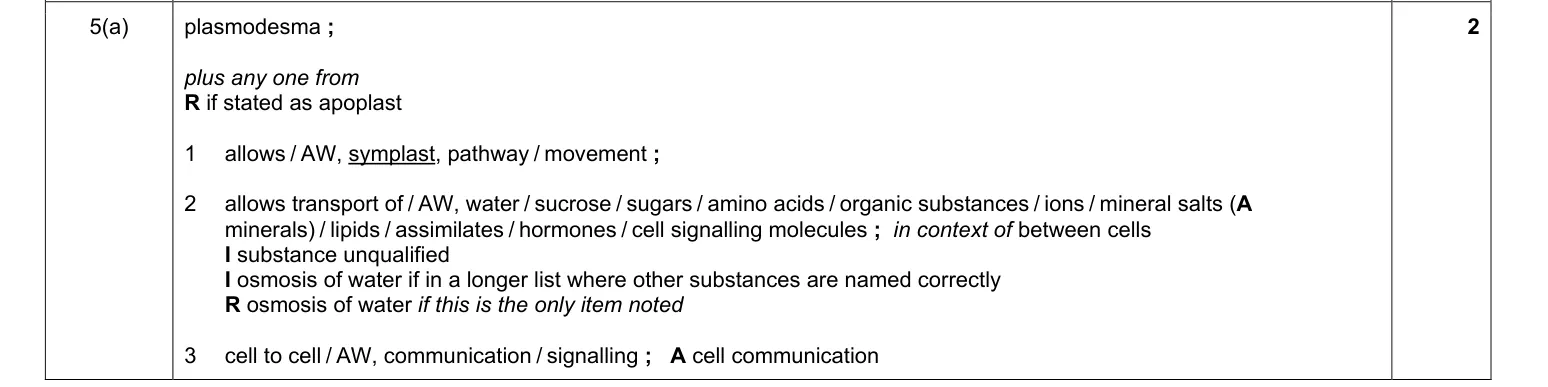 5(a) plasmodesma ; 2
plus any one from
R if stated as apoplast
1 allows / AW, symplast, pathway / movement ;
2 allows transport of / AW, water / sucrose / sugars / amino acids / organic substances / ions / mineral salts (A
minerals) / lipids / assimilates / hormones / cell signalling molecules ; in context of between cells
I substance unqualified
I osmosis of water if in a longer list where other substances are named correctly
R osmosis of water if this is the only item noted
3 cell to cell / AW, communication / signalling ; A cell communication